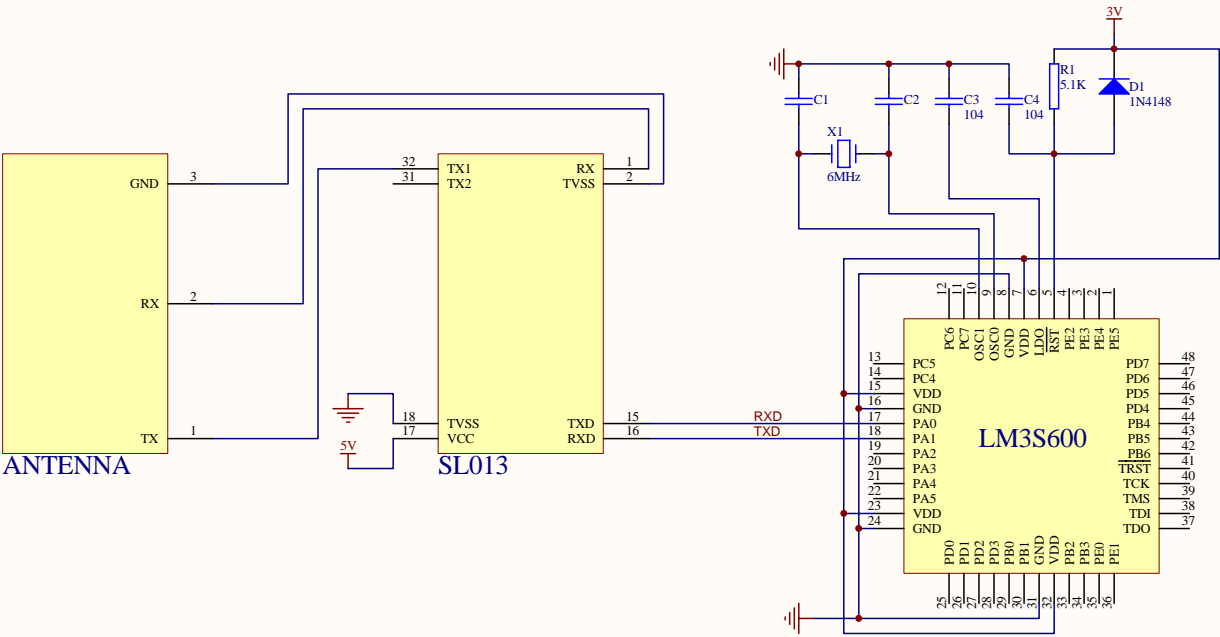 3V
R1
5.1K
D1
1N4148
C1
C2
C3
104
C4
104
X1
6MHz
GND
3
RX
2
TX
1
ANTENNA
32
TX1
31
TX2
RX
1
TVSS
2
18
TVSS
17
VCC
5V
TXD
15
RXD
16
SL013
RXD
TXD
12
11
10
9
8
7
6
5
4
3
2
1
PC6
PC7
OSC1
OSC0
GND
VDD
LDO
RST
PE2
PE3
PE4
PE5
13
PC5
14
PC4
15
VDD
16
GND
17
PA0
18
PA1
19
PA2
20
PA3
21
PA4
22
PA5
23
VDD
24
GND
LM3S600
PD7
48
PD6
47
PD5
46
PD4
45
PB4
44
PB5
43
PB6
42
TRST
41
TCK
40
TMS
39
TDI
38
TDO
37
PD0
PD1
PD2
PD3
PB0
PB1
GND
VDD
PB2
PB3
PE0
PE1
25
26
27
28
29
30
31
32
33
34
35
36